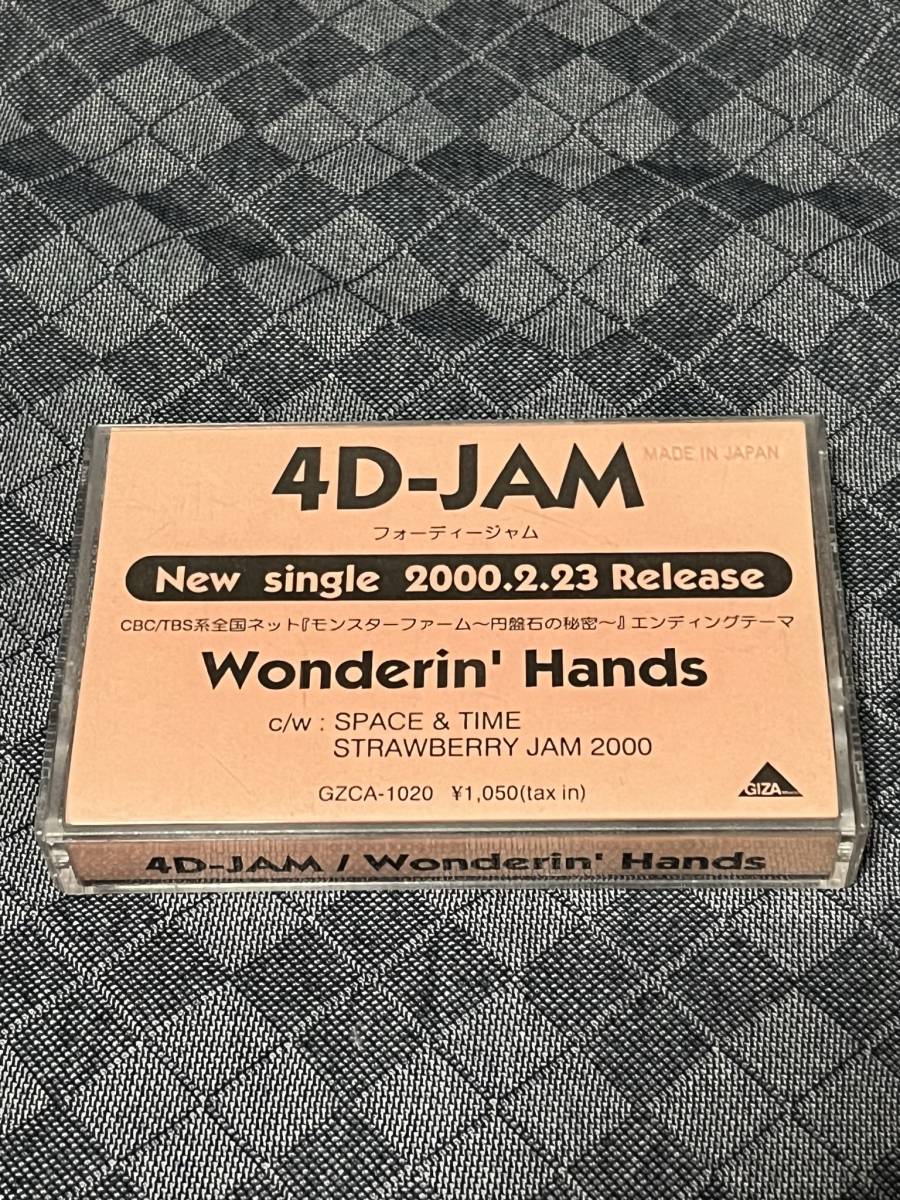 4D-JAM
MADE IN JAPAN
フォーディージャム
New single 2000.2.23 Release
CBC/TBS系全国ネット『モンスターファーム～円盤石の秘密～』エンディングテーマ
Wonderin' Hands
c/w : SPACE & TIME
STRAWBERRY JAM 2000
GZCA-1020 ¥1,050(tax in)
GIZA
4D-JAM / Wonderin' Hands